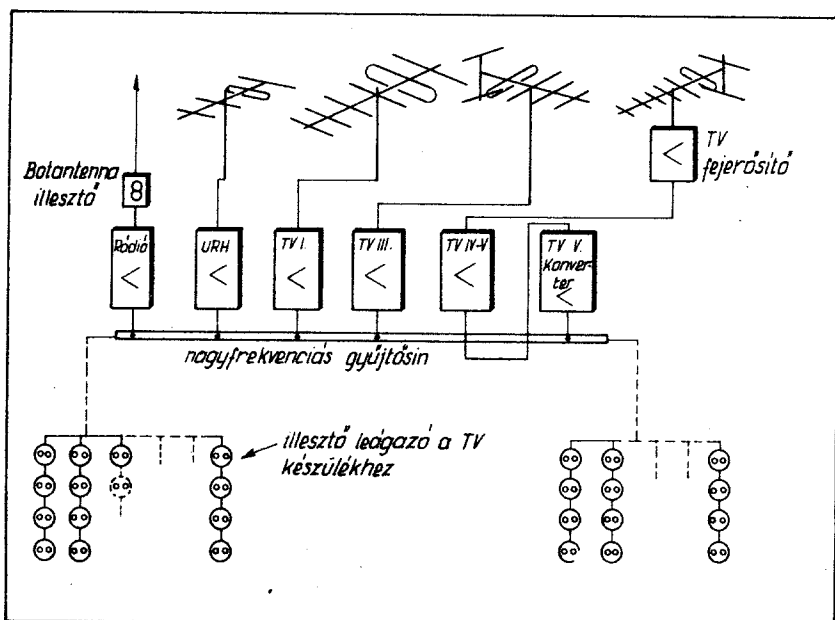 Botantenna
illesztő
TV
fejerősítő
Rádió
URH
TV I.
TV III.
TV IV-V
TV V.
Konver-
ter
nagyfrekvenciás gyűjtősin
illesztő leágazó a TV
készülékhez